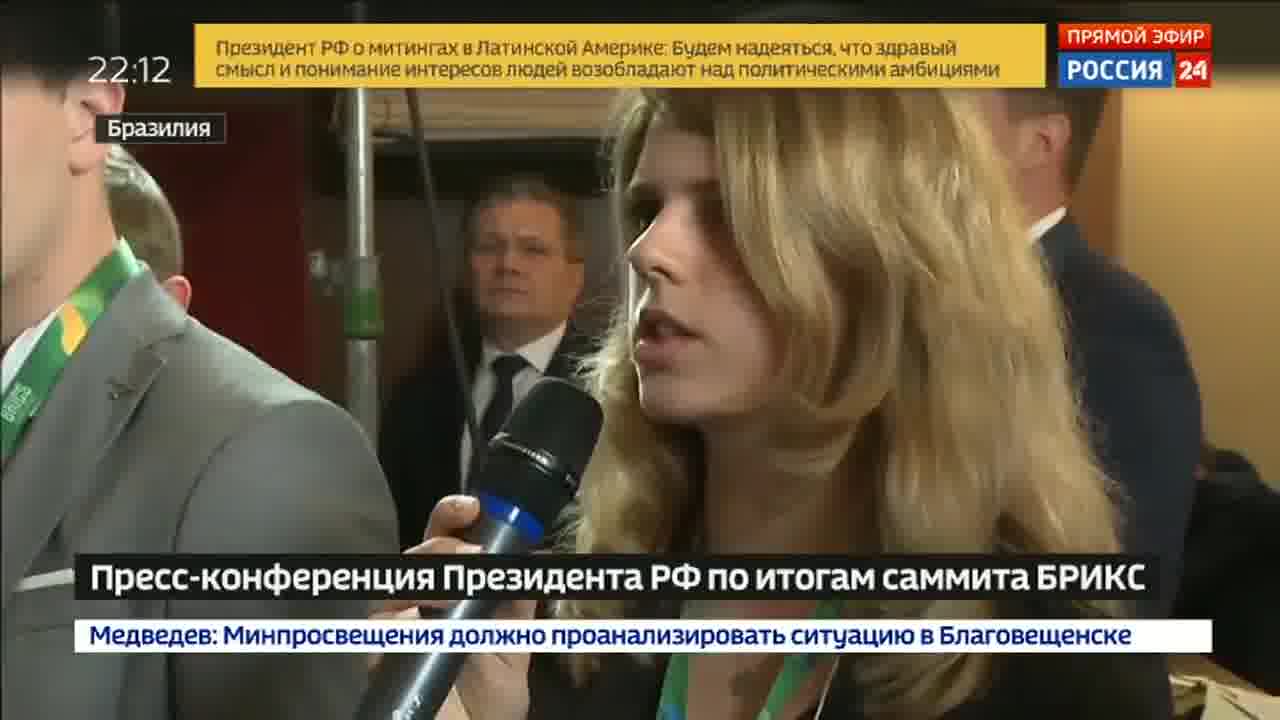 22:12
Президент РФ о митингах в Латинской Америке: Будем надеяться, что здравый
смысл и понимание интересов людей возобладают над политическими амбициями
ПРЯМОЙ ЭФИР
РОССИЯ 24
Бразилия
Пресс-конференция Президента РФ по итогам саммита БРИКС
Медведев: Минпросвещения должно проанализировать ситуацию в Благовещенске